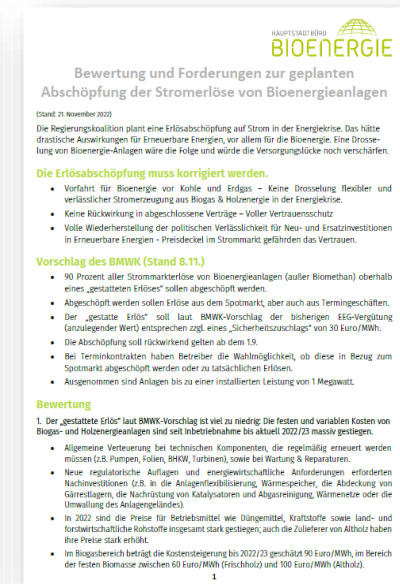 HAUPTSTADTBÜRO
BIOENERGIE
Bewertung und Forderungen zur geplanten
Abschöpfung der Stromerlöse von Bioenergieanlagen
(Stand: 21. November 2022)
Die Regierungskoalition plant eine Erlösabschöpfung auf Strom in der Energiekrise. Das hätte
drastische Auswirkungen für Erneuerbare Energien, vor allem für die Bioenergie. Eine Drosse-
lung von Bioenergie-Anlagen wäre die Folge und würde die Versorgungslücke noch verschärfen.
Die Erlösabschöpfung muss korrigiert werden.
• Vorfahrt für Bioenergie vor Kohle und Erdgas – Keine Drosselung flexibler und
verlässlicher Stromerzeugung aus Biogas & Holzenergie in der Energiekrise.
• Keine Rückwirkung in abgeschlossene Verträge – Voller Vertrauensschutz
• Volle Wiederherstellung der politischen Verlässlichkeit für Neu- und Ersatzinvestitionen
in Erneuerbare Energien - Preisdeckel im Strommarkt gefährden das Vertrauen.
Vorschlag des BMWK (Stand 8.11.)
• 90 Prozent aller Strommarkterlöse von Bioenergieanlagen (außer Biomethan) oberhalb
eines „gestatteten Erlöses“ sollen abgeschöpft werden.
• Abgeschöpft werden sollen Erlöse aus dem Spotmarkt, aber auch aus Termingeschäften.
• Der „gestatte Erlös“ soll laut BMWK-Vorschlag der bisherigen EEG-Vergütung
(anzulegender Wert) entsprechen zzgl. eines „Sicherheitszuschlags“ von 30 Euro/MWh.
• Die Abschöpfung soll rückwirkend gelten ab dem 1.9.
• Bei Terminkontrakten haben Betreiber die Wahlmöglichkeit, ob diese in Bezug zum
Spotmarkt abgeschöpft werden oder zu tatsächlichen Erlösen.
• Ausgenommen sind Anlagen bis zu einer installierten Leistung von 1 Megawatt.
Bewertung
1. Der „gestattete Erlös“ laut BMWK-Vorschlag ist viel zu niedrig: Die festen und variablen Kosten von
Biogas- und Holzenergieanlagen sind seit Inbetriebnahme bis aktuell 2022/23 massiv gestiegen.
• Allgemeine Verteuerung bei technischen Komponenten, die regelmäßig erneuert werden
müssen (z.B. Pumpen, Folien, BHKW, Turbinen), sowie bei Wartung & Reparaturen.
• Neue regulatorische Auflagen und energiewirtschaftliche Anforderungen erforderten
Nachinvestitionen (z.B. in die Anlagenflexibilisierung, Wärmespeicher, die Abdeckung von
Gärrestlagern, die Nachrüstung von Katalysatoren und Abgasreinigung, Wärmenetze oder die
Umwallung des Anlagengeländes).
• In 2022 sind die Preise für Betriebsmittel wie Düngemittel, Kraftstoffe sowie land- und
forstwirtschaftliche Rohstoffe insgesamt stark gestiegen; auch die Zulieferer von Altholz haben
ihre Preise stark erhöht.
• Im Biogasbereich beträgt die Kostensteigerung bis 2022/23 geschätzt 90 Euro/MWh, im Bereich
der festen Biomasse zwischen 60 Euro/MWh (Frischholz) und 100 Euro/MWh (Altholz).
1